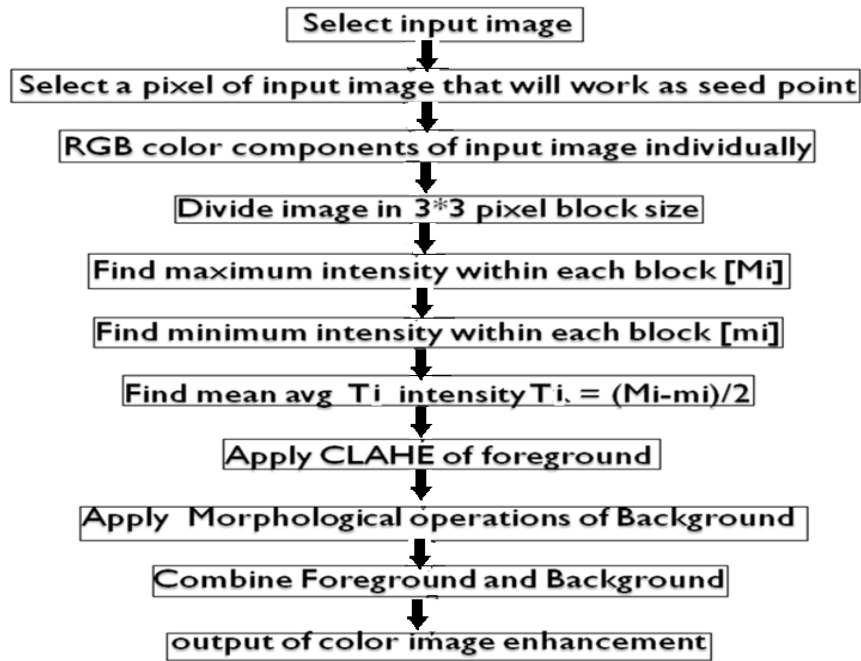 Select input image
Select a pixel of input image that will work as seed point
RGB color components of input image individually
Divide image in 3*3 pixel block size
Find maximum intensity within each block [Mi]
Find minimum intensity within each block [mi]
Find mean avg Ti intensity Ti. = (Mi-mi)/2
Apply CLAHE of foreground
Apply Morphological operations of Background
Combine Foreground and Background
output of color image enhancement